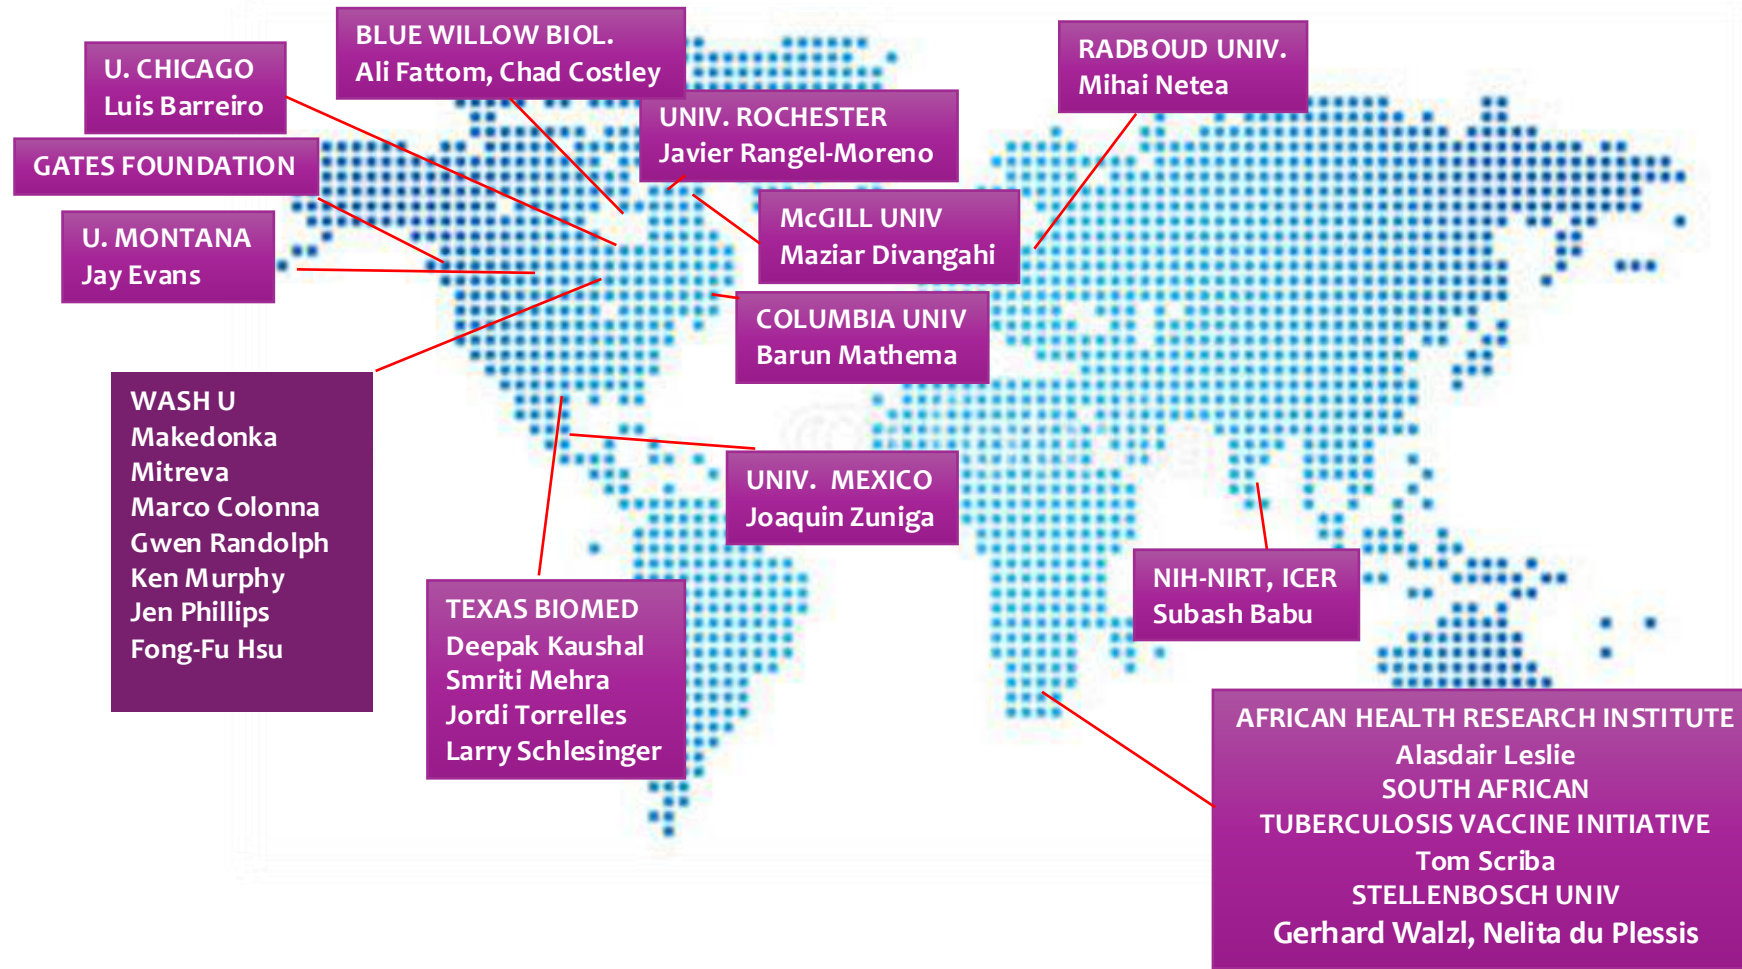 BLUE WILLOW BIOL.
Ali Fattom, Chad Costley
U. CHICAGO
Luis Barreiro
RADBOUD UNIV.
Mihai Netea
UNIV. ROCHESTER
Javier Rangel-Moreno
GATES FOUNDATION
McGILL UNIV
Maziar Divangahi
U. MONTANA
Jay Evans
COLUMBIA UNIV
Barun Mathema
WASH U
Makedonka
Mitreva
Marco Colonna
Gwen Randolph
Ken Murphy
Jen Phillips
Fong-Fu Hsu
UNIV. MEXICO
Joaquin Zuniga
NIH-NIRT, ICER
Subash Babu
TEXAS BIOMED
Deepak Kaushal
Smriti Mehra
Jordi Torrelles
Larry Schlesinger
AFRICAN HEALTH RESEARCH INSTITUTE
Alasdair Leslie
SOUTH AFRICAN
TUBERCULOSIS VACCINE INITIATIVE
Tom Scriba
STELLENBOSCH UNIV
Gerhard Walzl, Nelita du Plessis